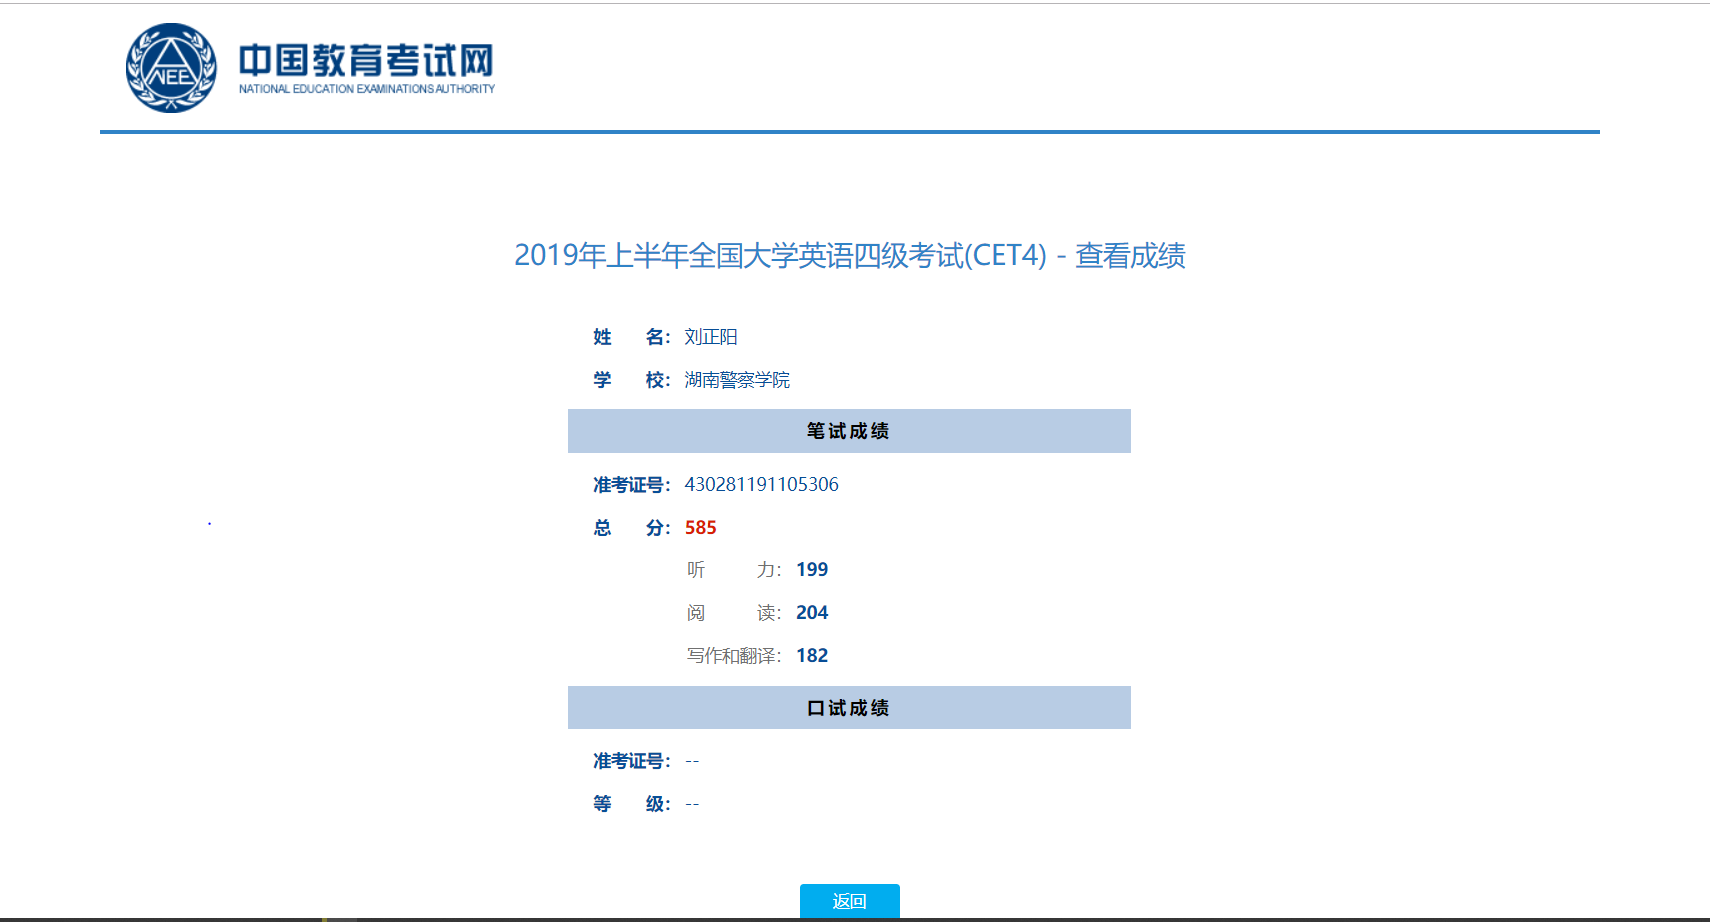 NEE
中国教育考试网
NATIONAL EDUCATION EXAMINATIONS AUTHORITY
2019年上半年全国大学英语四级考试(CET4) - 查看成绩
姓 名： 刘正阳
学 校： 湖南警察学院
笔试成绩
准考证号： 430281191105306
总 分： 585
听 力： 199
阅 读： 204
写作和翻译： 182
口试成绩
准考证号： --
等 级： --
返回